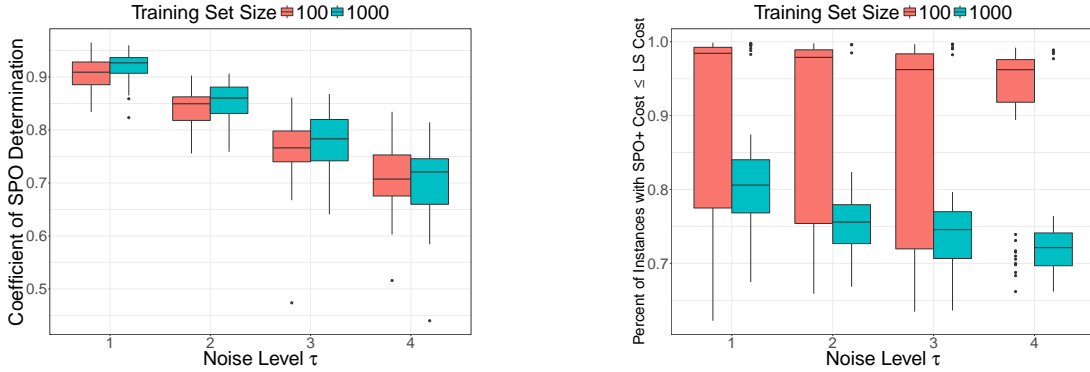 Training Set Size 100 1000
Coefficient of SPO Determination
0.9
0.8
0.7
0.6
0.5
1 2 3 4
Noise Level τ
Training Set Size 100 1000
Percent of Instances with SPO+ Cost ≤ LS Cost
1.0
0.9
0.8
0.7
1 2 3 4
Noise Level τ